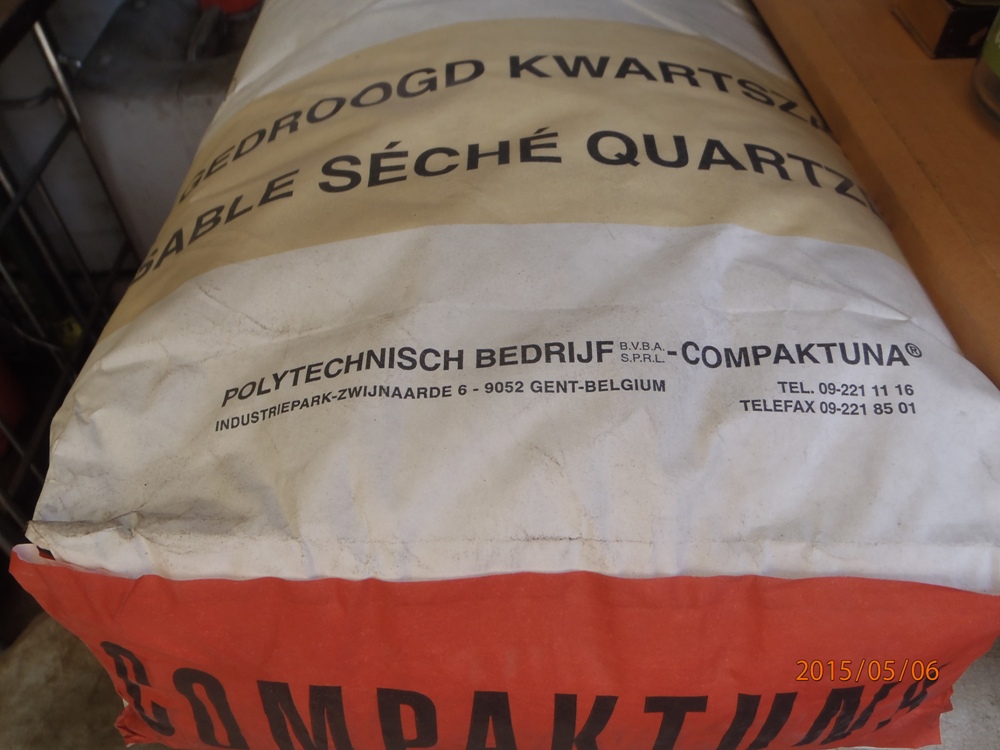 GEDROOGD KWARTSZA
SABLE SÉCHÉ QUARTZ
POLYTECHNISCH BEDRIJF B.V.B.A. S.P.R.L. - COMPAKTUNA®
INDUSTRIEPARK-ZWIJNAARDE 6 - 9052 GENT-BELGIUM
TEL. 09-221 11 16
TELEFAX 09-221 85 01
COMPAKTUNA
2015/05/06